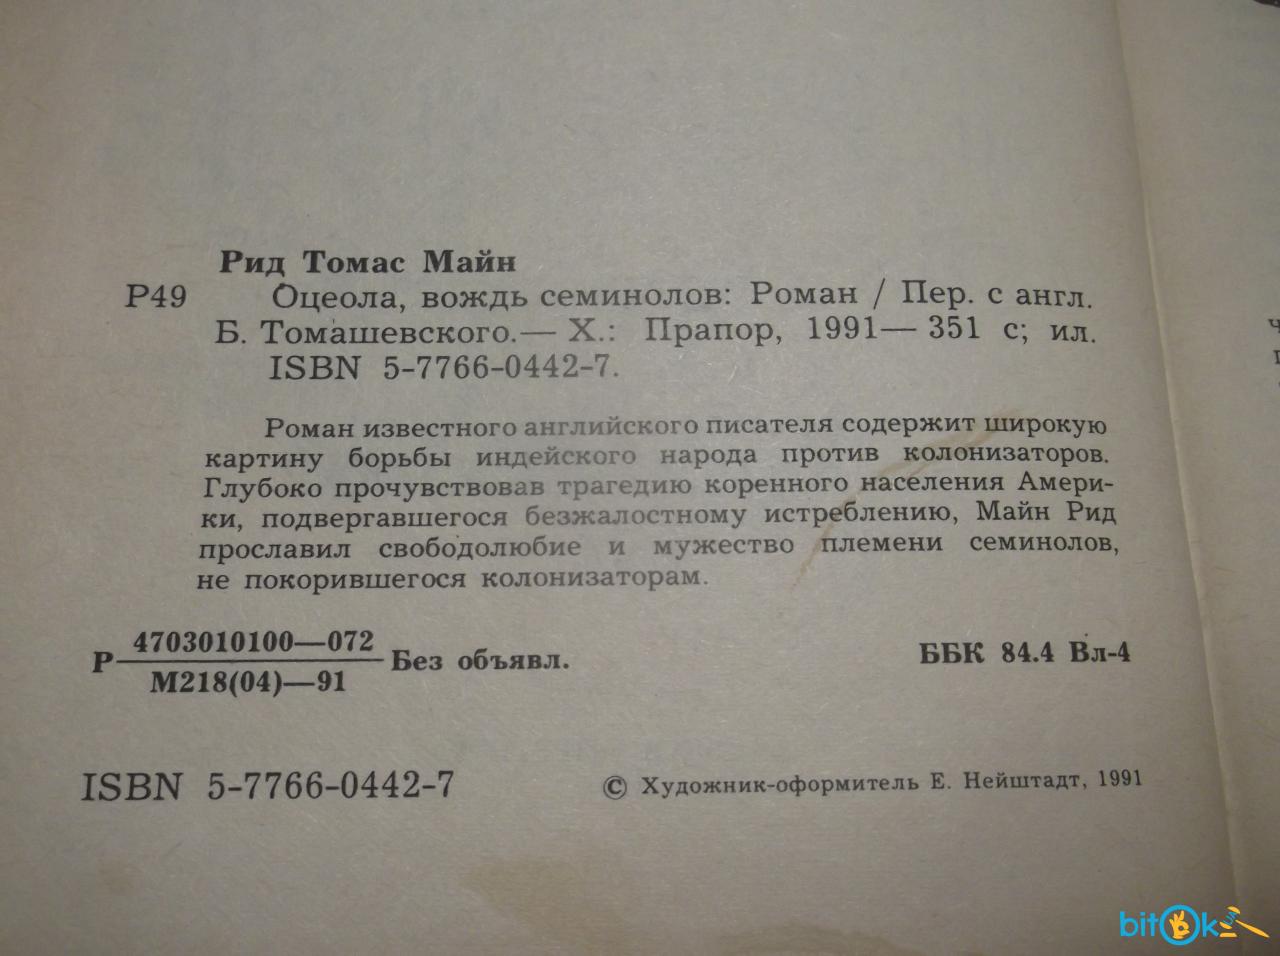 Рид Томас Майн
Р49 Оцеола, вождь семинолов: Роман / Пер. с англ.
Б. Томашевского.— Х.: Прапор, 1991— 351 с; ил.
ISBN 5-7766-0442-7.
Роман известного английского писателя содержит широкую
картину борьбы индейского народа против колонизаторов.
Глубоко прочувствовав трагедию коренного населения Амери-
ки, подвергавшегося безжалостному истреблению, Майн Рид
прославил свободолюбие и мужество племени семинолов,
не покорившегося колонизаторам.
Р 4703010100—072 Без объявл.
М218(04)—91
ББК 84.4 Вл-4
ISBN 5-7766-0442-7
© Художник-оформитель Е. Нейштадт, 1991
bitOk